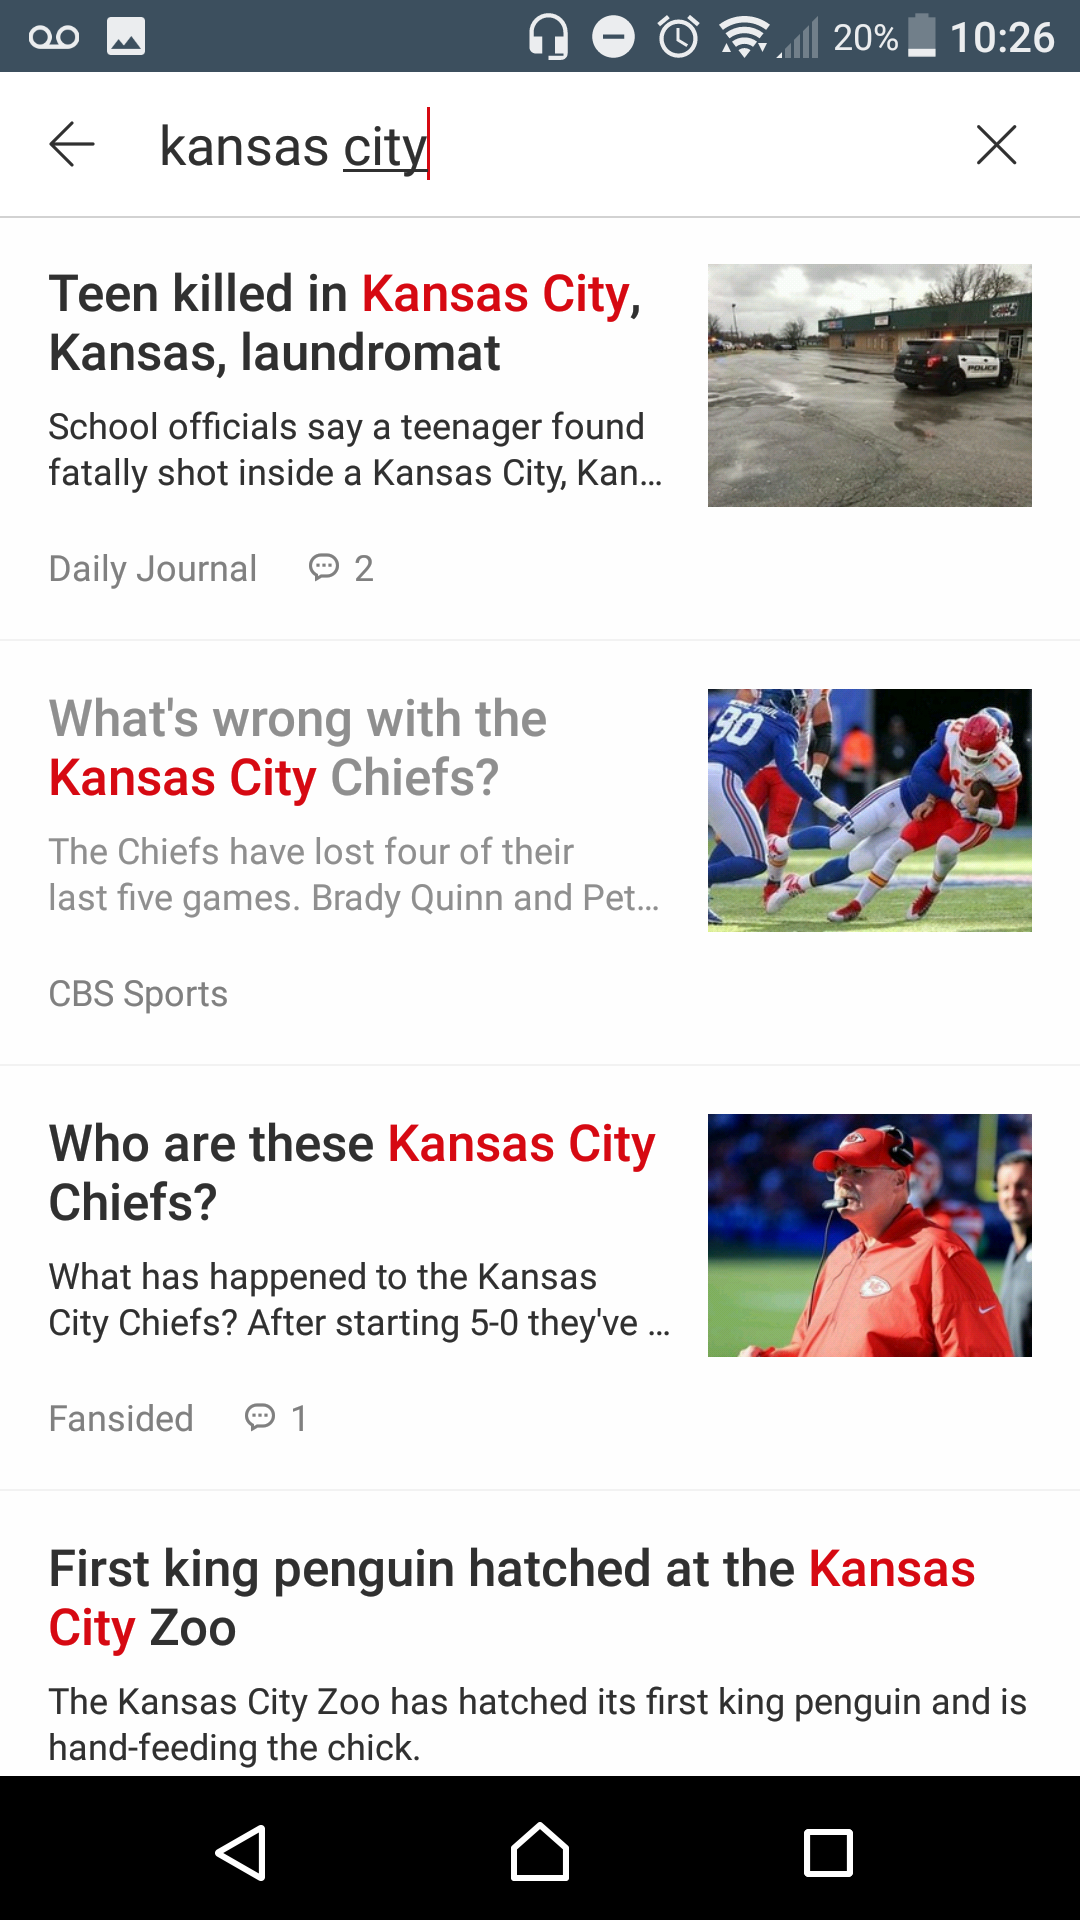 20% 10:26
kansas city
Teen killed in Kansas City,
Kansas, laundromat
School officials say a teenager found
fatally shot inside a Kansas City, Kan...
Daily Journal 2
POLICE
What's wrong with the
Kansas City Chiefs?
The Chiefs have lost four of their
last five games. Brady Quinn and Pet...
CBS Sports
90
11
Who are these Kansas City
Chiefs?
What has happened to the Kansas
City Chiefs? After starting 5-0 they've ...
Fansided 1
First king penguin hatched at the Kansas
City Zoo
The Kansas City Zoo has hatched its first king penguin and is
hand-feeding the chick.